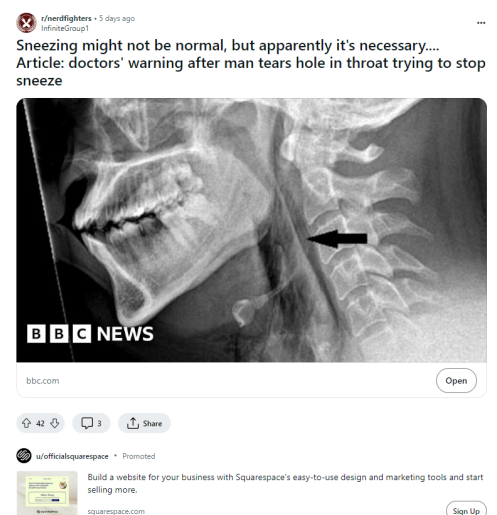 r/nerdfighters • 5 days ago
InfiniteGroup1
Sneezing might not be normal, but apparently it's necessary....
Article: doctors' warning after man tears hole in throat trying to stop
sneeze
BBC NEWS
bbc.com
Open
42
3
Share
u/officialsquarespace • Promoted
Build a website for your business with Squarespace's easy-to-use design and marketing tools and start
selling more.
squarespace.com
Sign Up